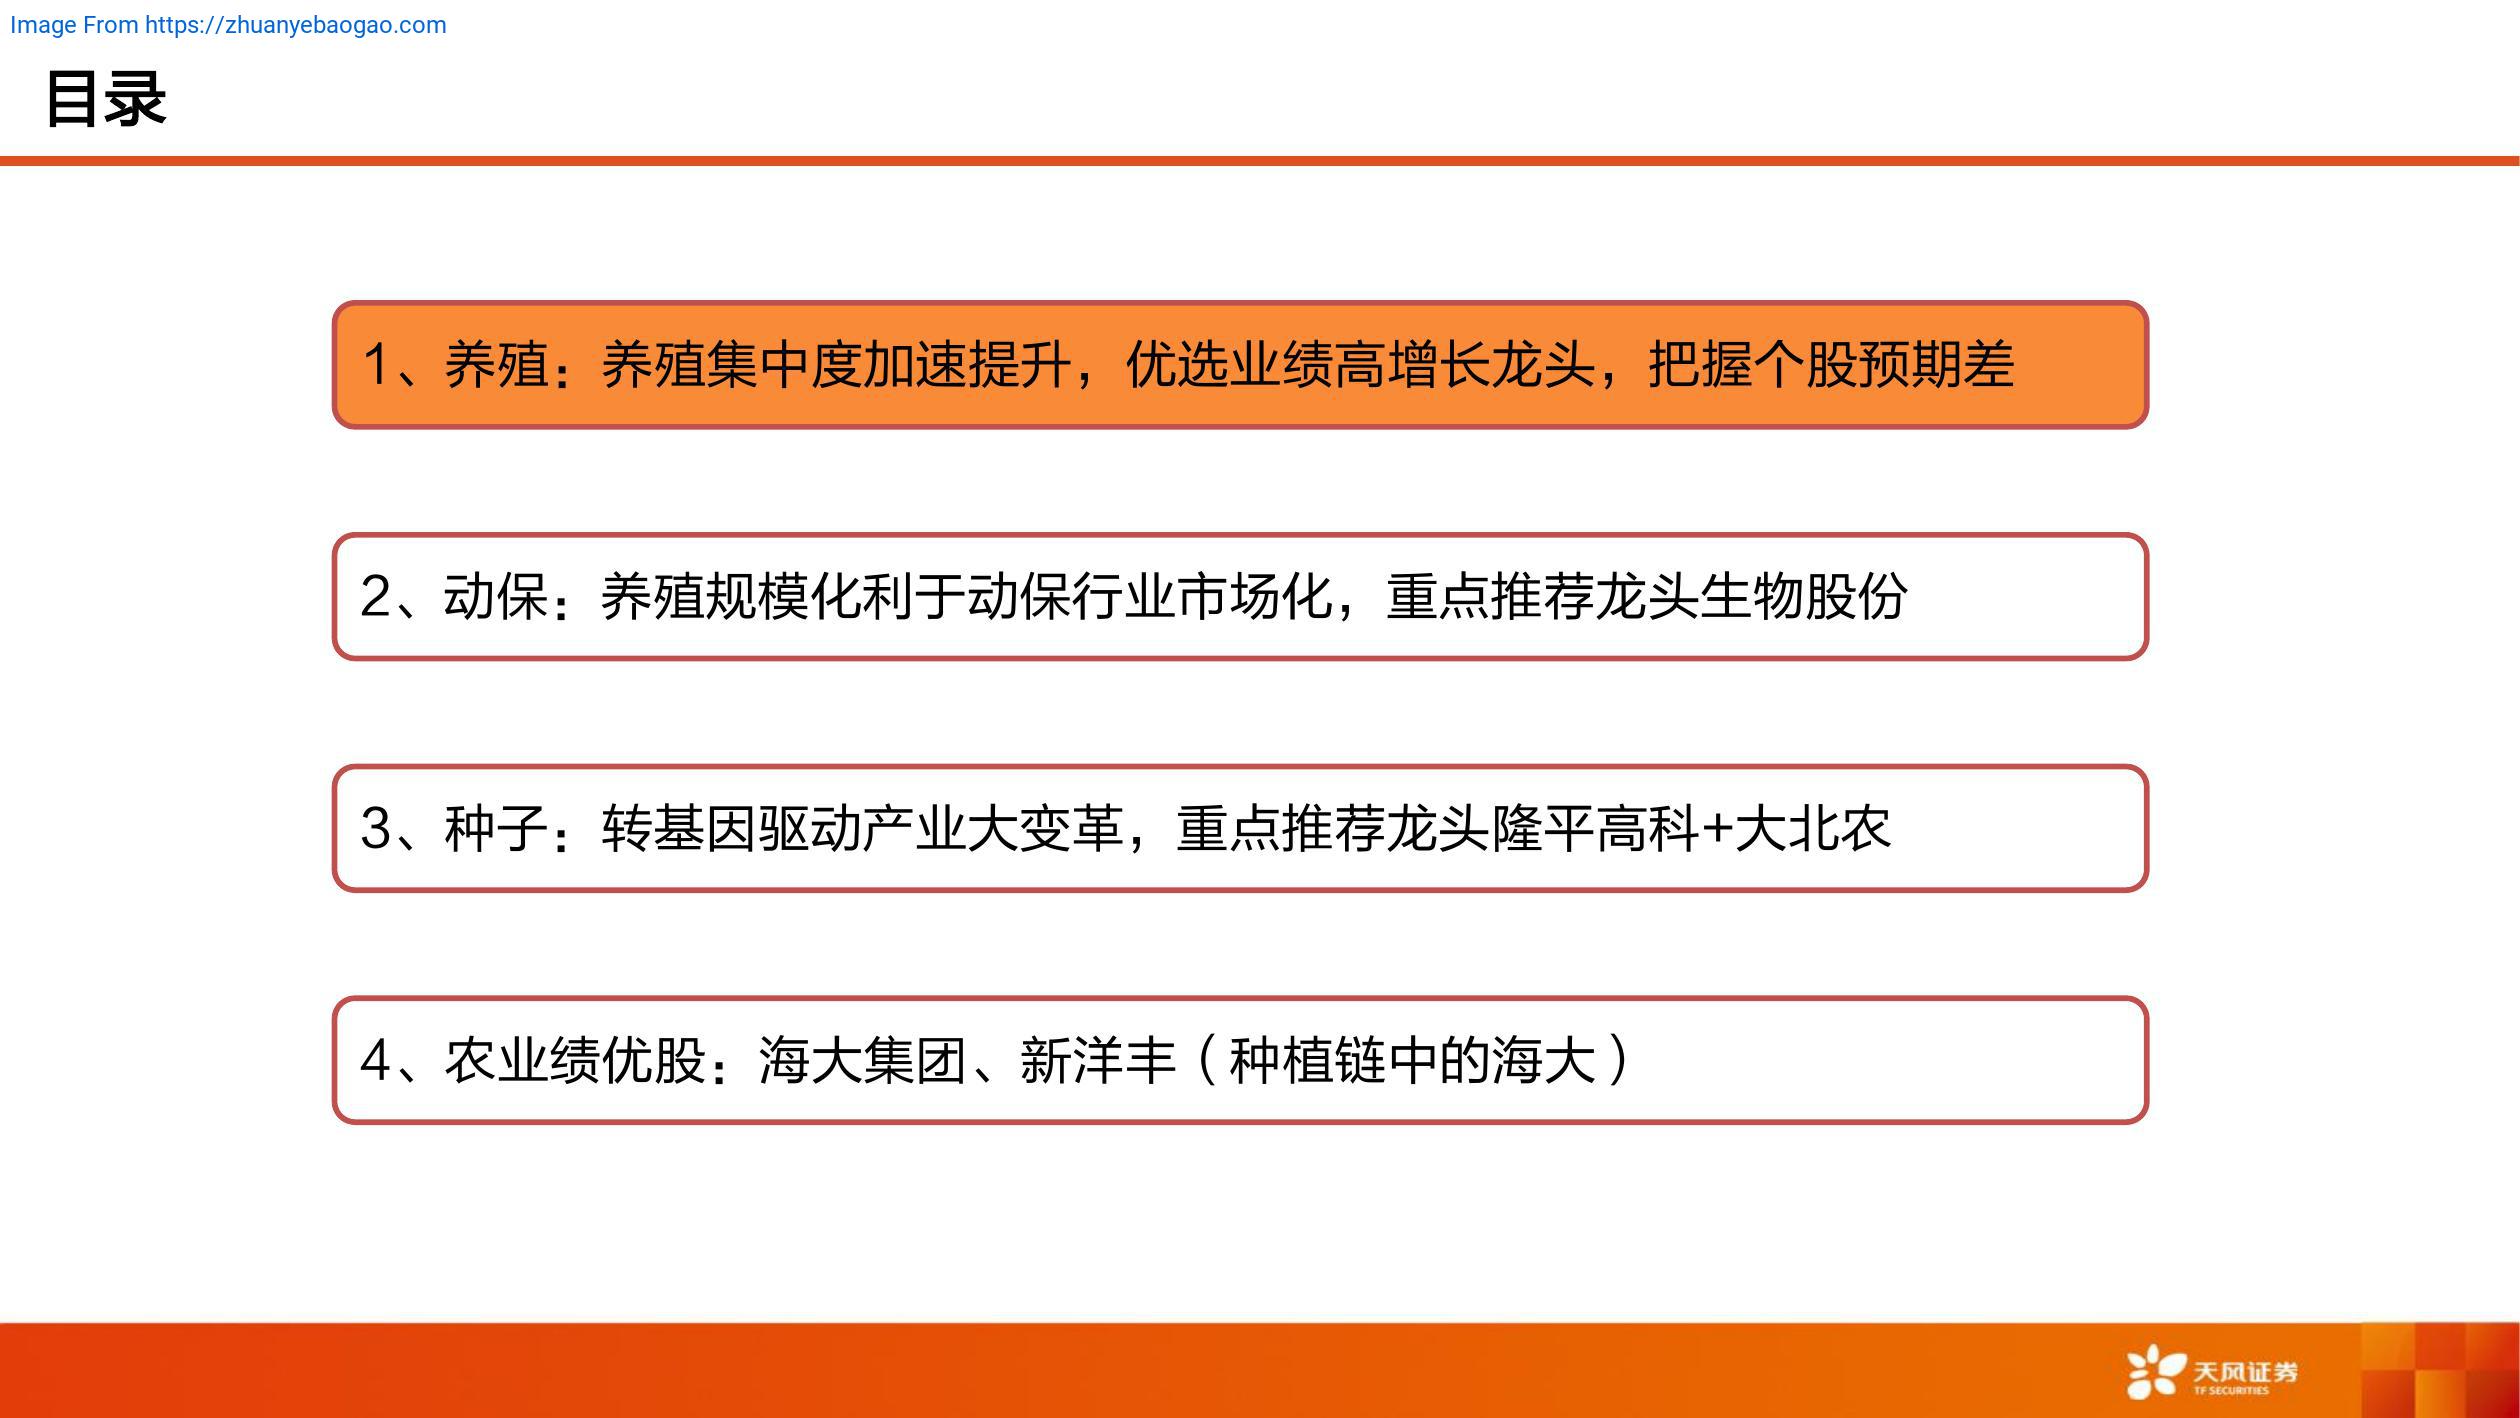 Image From https://zhuanyebaogao.com
目录
1、养殖：养殖集中度加速提升，优选业绩高增长龙头，把握个股预期差
2、动保：养殖规模化利于动保行业市场化，重点推荐龙头生物股份
3、种子：转基因驱动产业大变革，重点推荐龙头隆平高科+大北农
4、农业绩优股：海大集团、新洋丰（种植链中的海大）
天风证券
TF SECURITIES